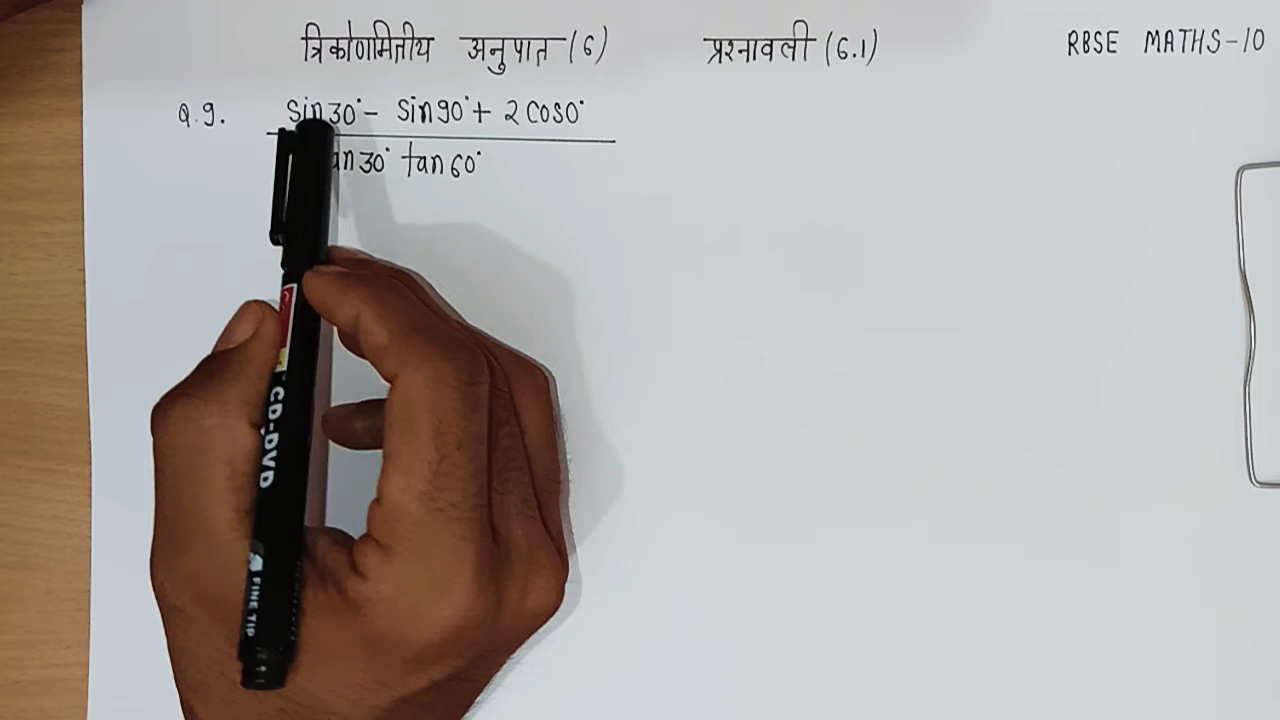 त्रिकोणमितीय अनुपात (6) प्रश्नावली (6.1) RBSE MATHS-10
Q.9. sin30° - sin90° + 2cos0°
an30° tan60°
CD-DVD
FINE TIP